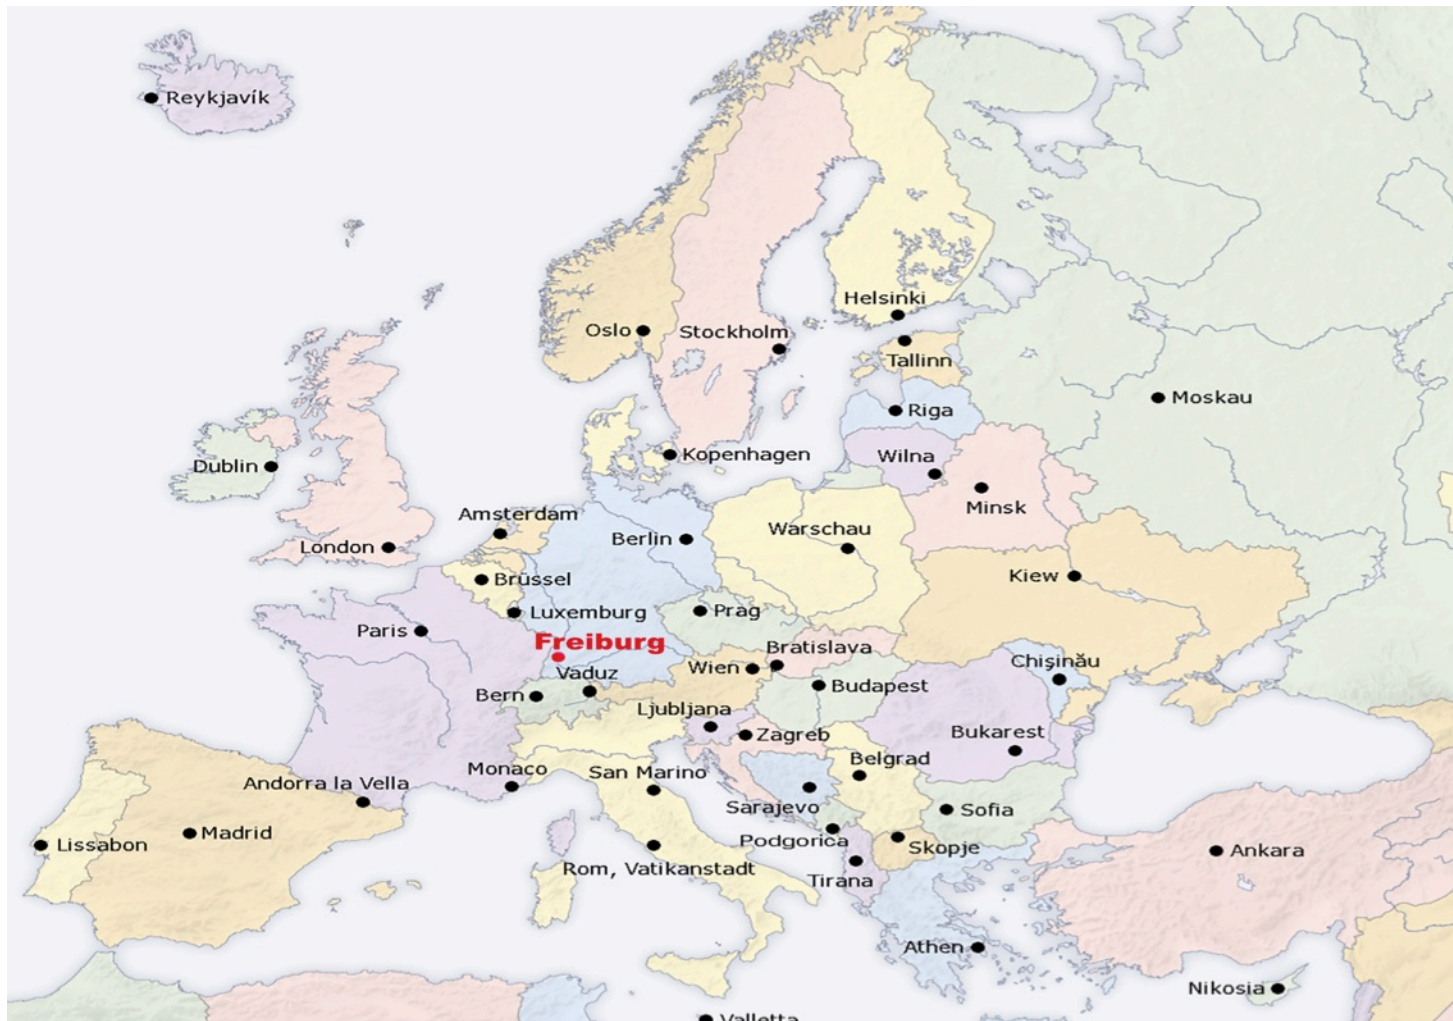 Reykjavík
Helsinki
Oslo
Stockholm
Tallinn
Moskau
Riga
Kopenhagen
Wilna
Dublin
Minsk
Amsterdam
Warschau
Berlin
London
Kiew
Brüssel
Luxemburg
Prag
Paris
Freiburg
Bratislava
Chişinău
Wien
Vaduz
Budapest
Bern
Ljubljana
Zagreb
Bukarest
Belgrad
Monaco
San Marino
Andorra la Vella
Sarajevo
Sofia
Madrid
Lissabon
Podgorica
Skopje
Ankara
Rom, Vatikanstadt
Tirana
Athen
Nikosia
Valletta